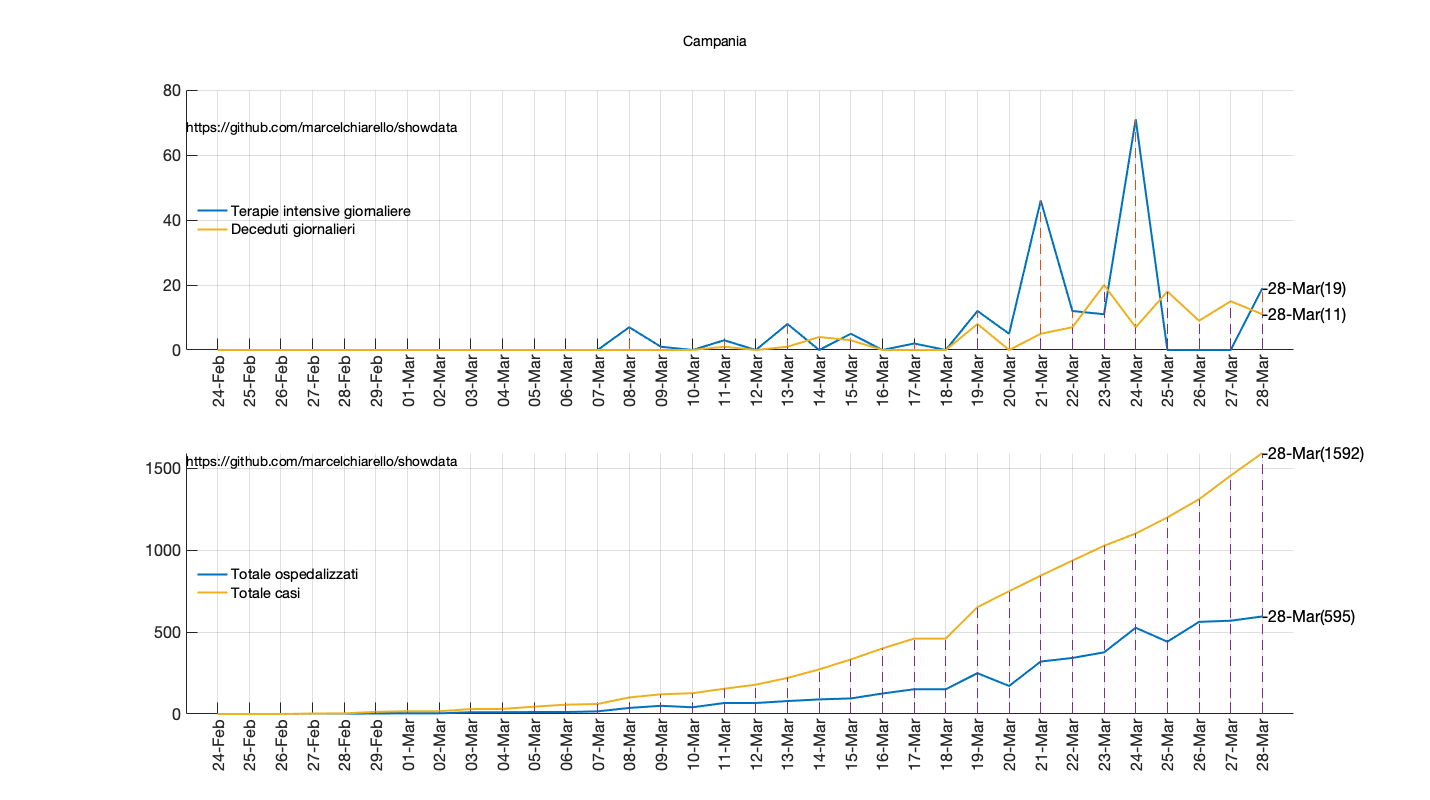 Campania
80
60
40
20
0
https://github.com/marcelchiarello/showdata
Terapie intensive giornaliere
Deceduti giornalieri
28-Mar(19)
28-Mar(11)
24-Feb
25-Feb
26-Feb
27-Feb
28-Feb
29-Feb
01-Mar
02-Mar
03-Mar
04-Mar
05-Mar
06-Mar
07-Mar
08-Mar
09-Mar
10-Mar
11-Mar
12-Mar
13-Mar
14-Mar
15-Mar
16-Mar
17-Mar
18-Mar
19-Mar
20-Mar
21-Mar
22-Mar
23-Mar
24-Mar
25-Mar
26-Mar
27-Mar
28-Mar
1500
1000
500
0
https://github.com/marcelchiarello/showdata
Totale ospedalizzati
Totale casi
28-Mar(1592)
28-Mar(595)
24-Feb
25-Feb
26-Feb
27-Feb
28-Feb
29-Feb
01-Mar
02-Mar
03-Mar
04-Mar
05-Mar
06-Mar
07-Mar
08-Mar
09-Mar
10-Mar
11-Mar
12-Mar
13-Mar
14-Mar
15-Mar
16-Mar
17-Mar
18-Mar
19-Mar
20-Mar
21-Mar
22-Mar
23-Mar
24-Mar
25-Mar
26-Mar
27-Mar
28-Mar